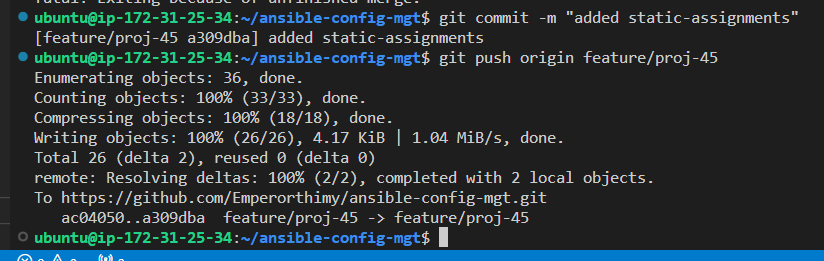 fatal: Exiting because of unfinished merge.
ubuntu@ip-172-31-25-34:~/ansible-config-mgt$ git commit -m "added static-assignments"
[feature/proj-45 a309dba] added static-assignments
ubuntu@ip-172-31-25-34:~/ansible-config-mgt$ git push origin feature/proj-45
Enumerating objects: 36, done.
Counting objects: 100% (33/33), done.
Compressing objects: 100% (18/18), done.
Writing objects: 100% (26/26), 4.17 KiB | 1.04 MiB/s, done.
Total 26 (delta 2), reused 0 (delta 0)
remote: Resolving deltas: 100% (2/2), completed with 2 local objects.
To https://github.com/Emperorthimy/ansible-config-mgt.git
ac04050..a309dba  feature/proj-45 -> feature/proj-45
ubuntu@ip-172-31-25-34:~/ansible-config-mgt$